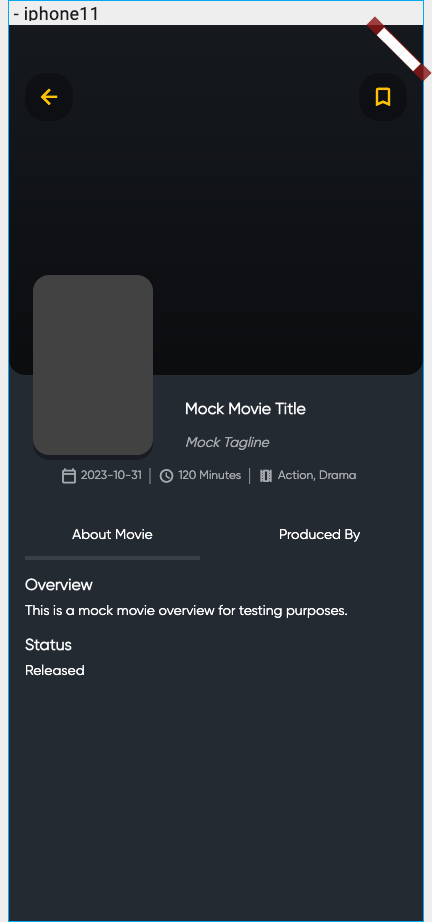 - iphone11
Mock Movie Title
Mock Tagline
2023-10-31 | 120 Minutes | Action, Drama
About Movie Produced By
Overview
This is a mock movie overview for testing purposes.
Status
Released